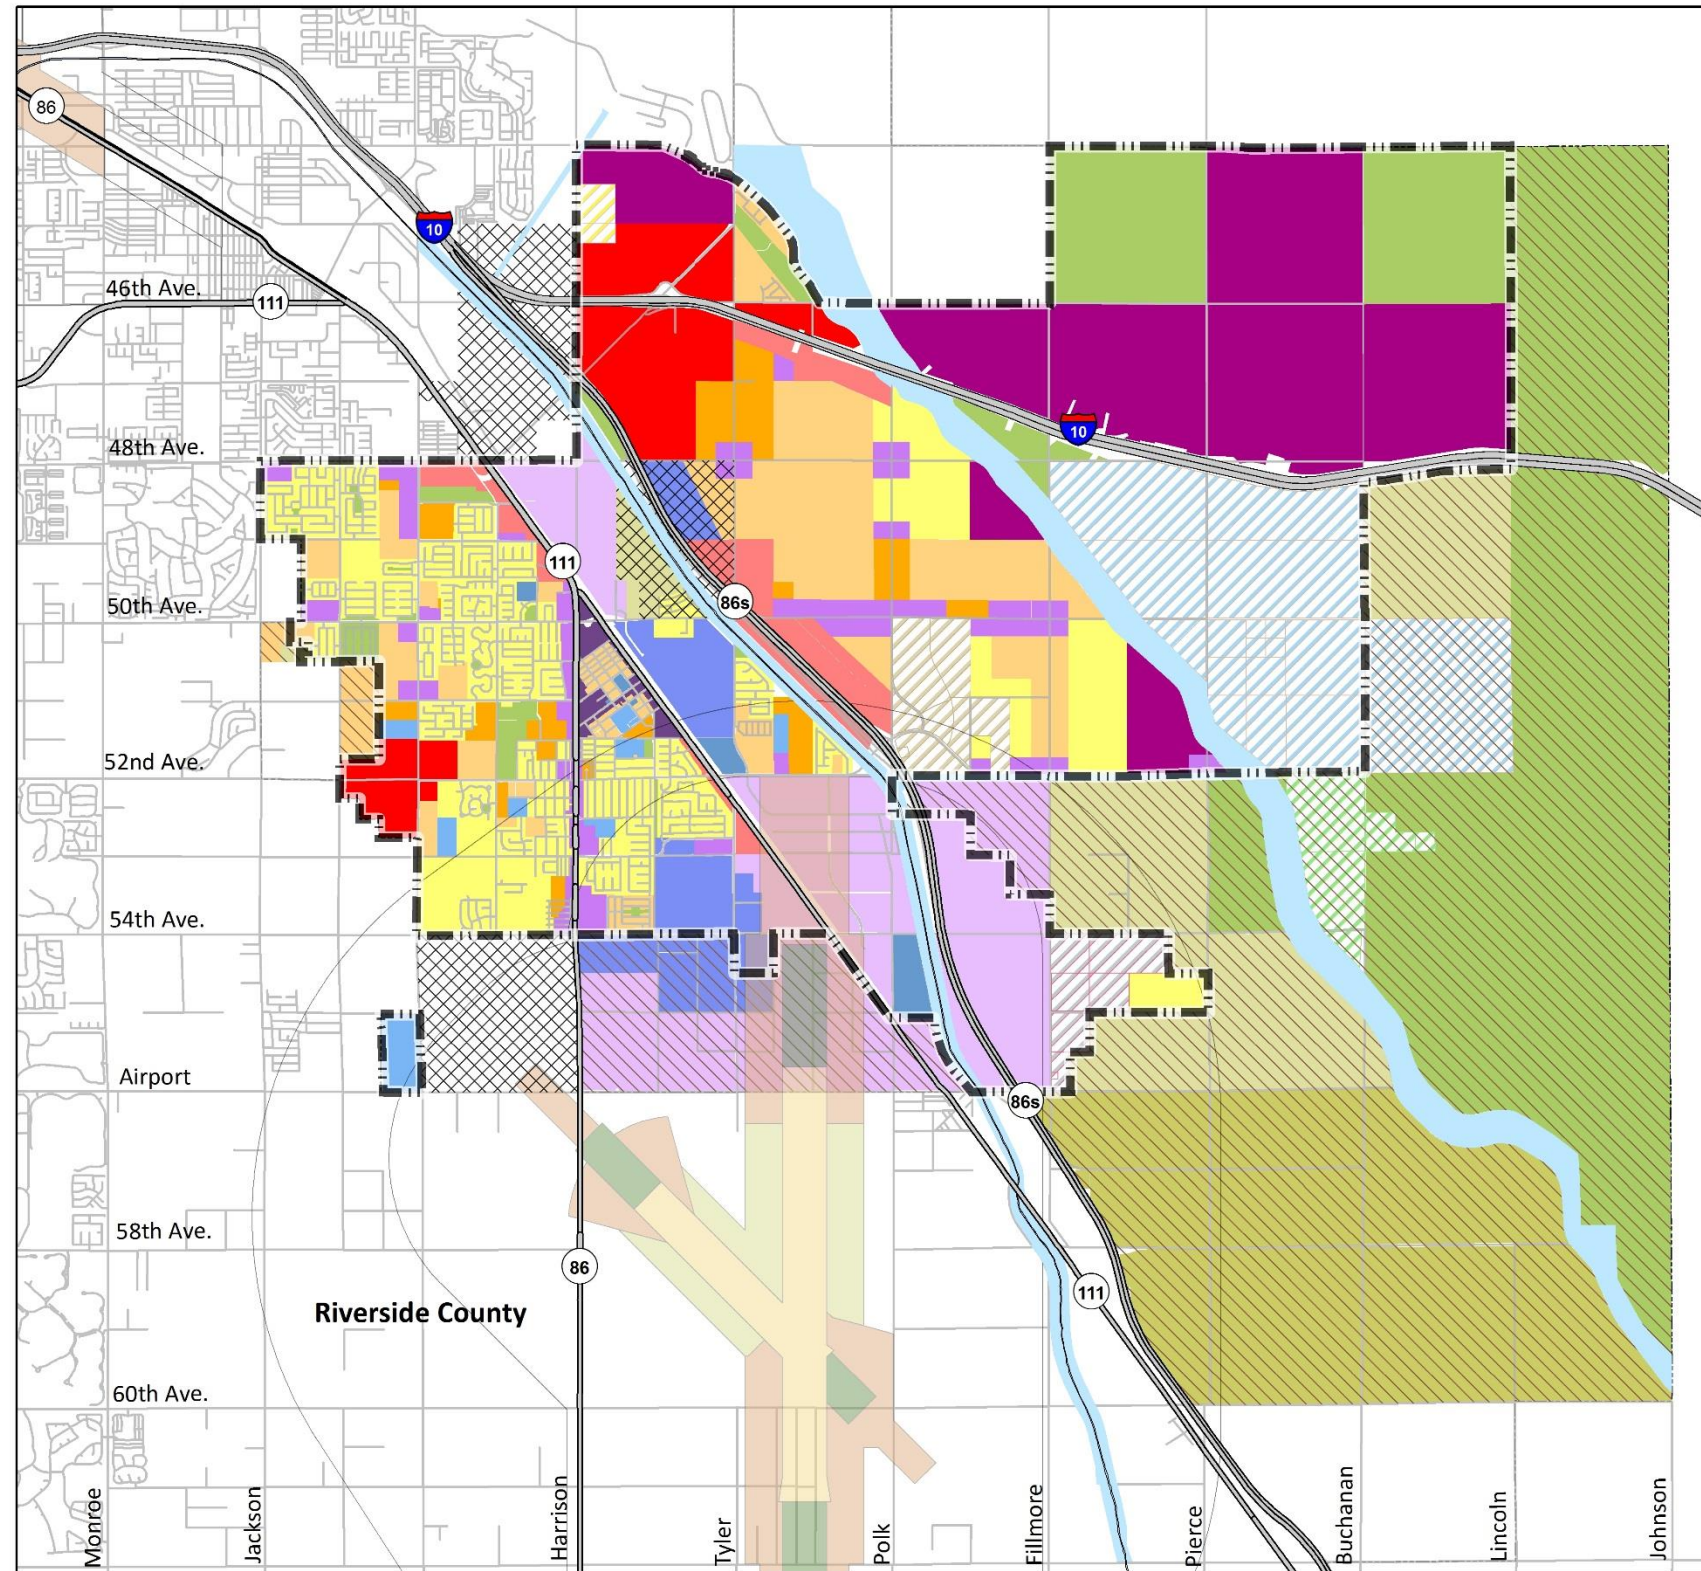 86
10
46th Ave.
111
10
48th Ave.
111
50th Ave.
86s
52nd Ave.
54th Ave.
Airport
86s
58th Ave.
86
111
Riverside County
60th Ave.
Monroe
Jackson
Harrison
Tyler
Polk
Fillmore
Pierce
Buchanan
Lincoln
Johnson